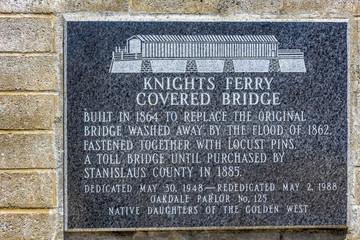 KNIGHTS FERRY
COVERED BRIDGE
BUILT IN 1864 TO REPLACE THE ORIGINAL
BRIDGE WASHED AWAY BY THE FLOOD OF 1862.
FASTENED TOGETHER WITH LOCUST PINS.
A TOLL BRIDGE UNTIL PURCHASED BY
STANISLAUS COUNTY IN 1885.
DEDICATED MAY 30, 1948—REDEDICATED MAY 2, 1988
OAKDALE PARLOR No. 125
NATIVE DAUGHTERS OF THE GOLDEN WEST